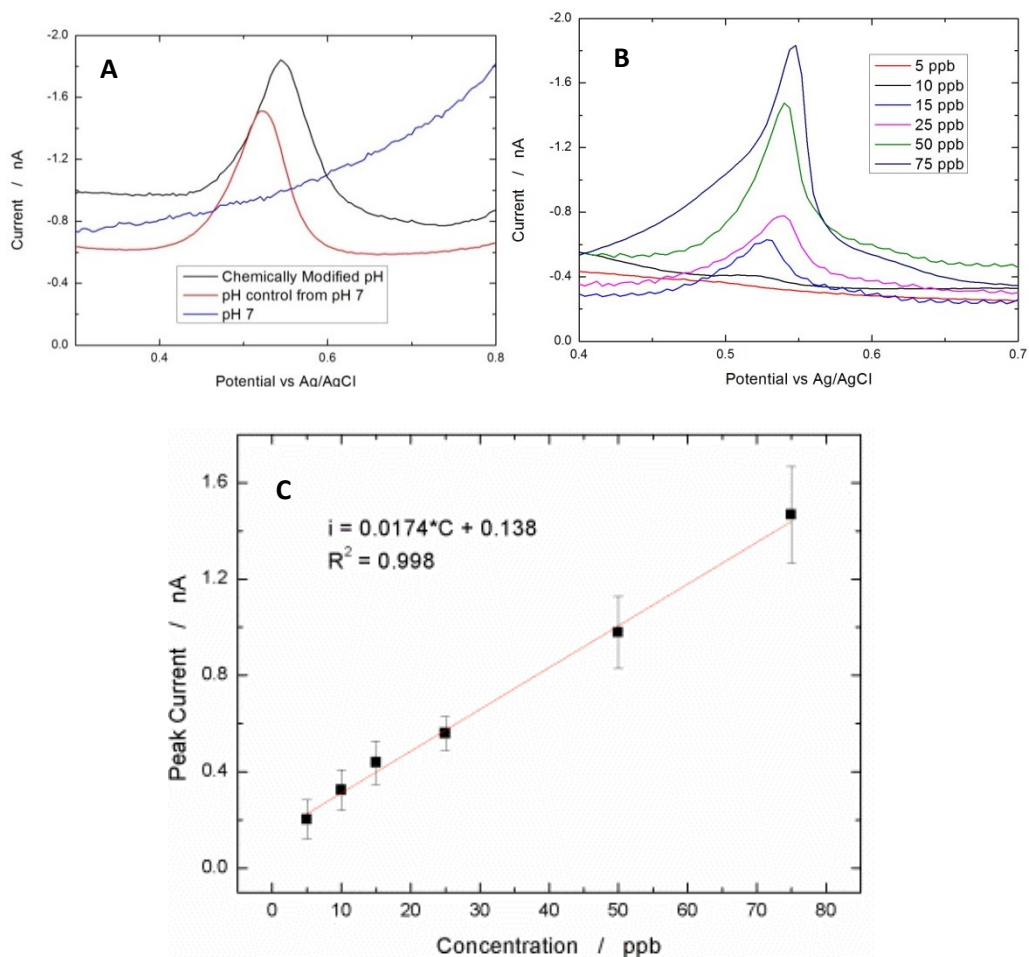 A
-2.0
-1.6
-1.2
-0.8
-0.4
0.0
Current / nA
Chemically Modified pH
pH control from pH 7
pH 7
0.4
0.6
0.8
Potential vs Ag/AgCl
B
-2.0
-1.6
-1.2
-0.8
-0.4
0.0
Current / nA
5 ppb
10 ppb
15 ppb
25 ppb
50 ppb
75 ppb
0.4
0.5
0.6
0.7
Potential vs Ag/AgCl
C
1.6
1.2
0.8
0.4
0.0
Peak Current / nA
i = 0.0174*C + 0.138
R² = 0.998
0 10 20 30 40 50 60 70 80
Concentration / ppb